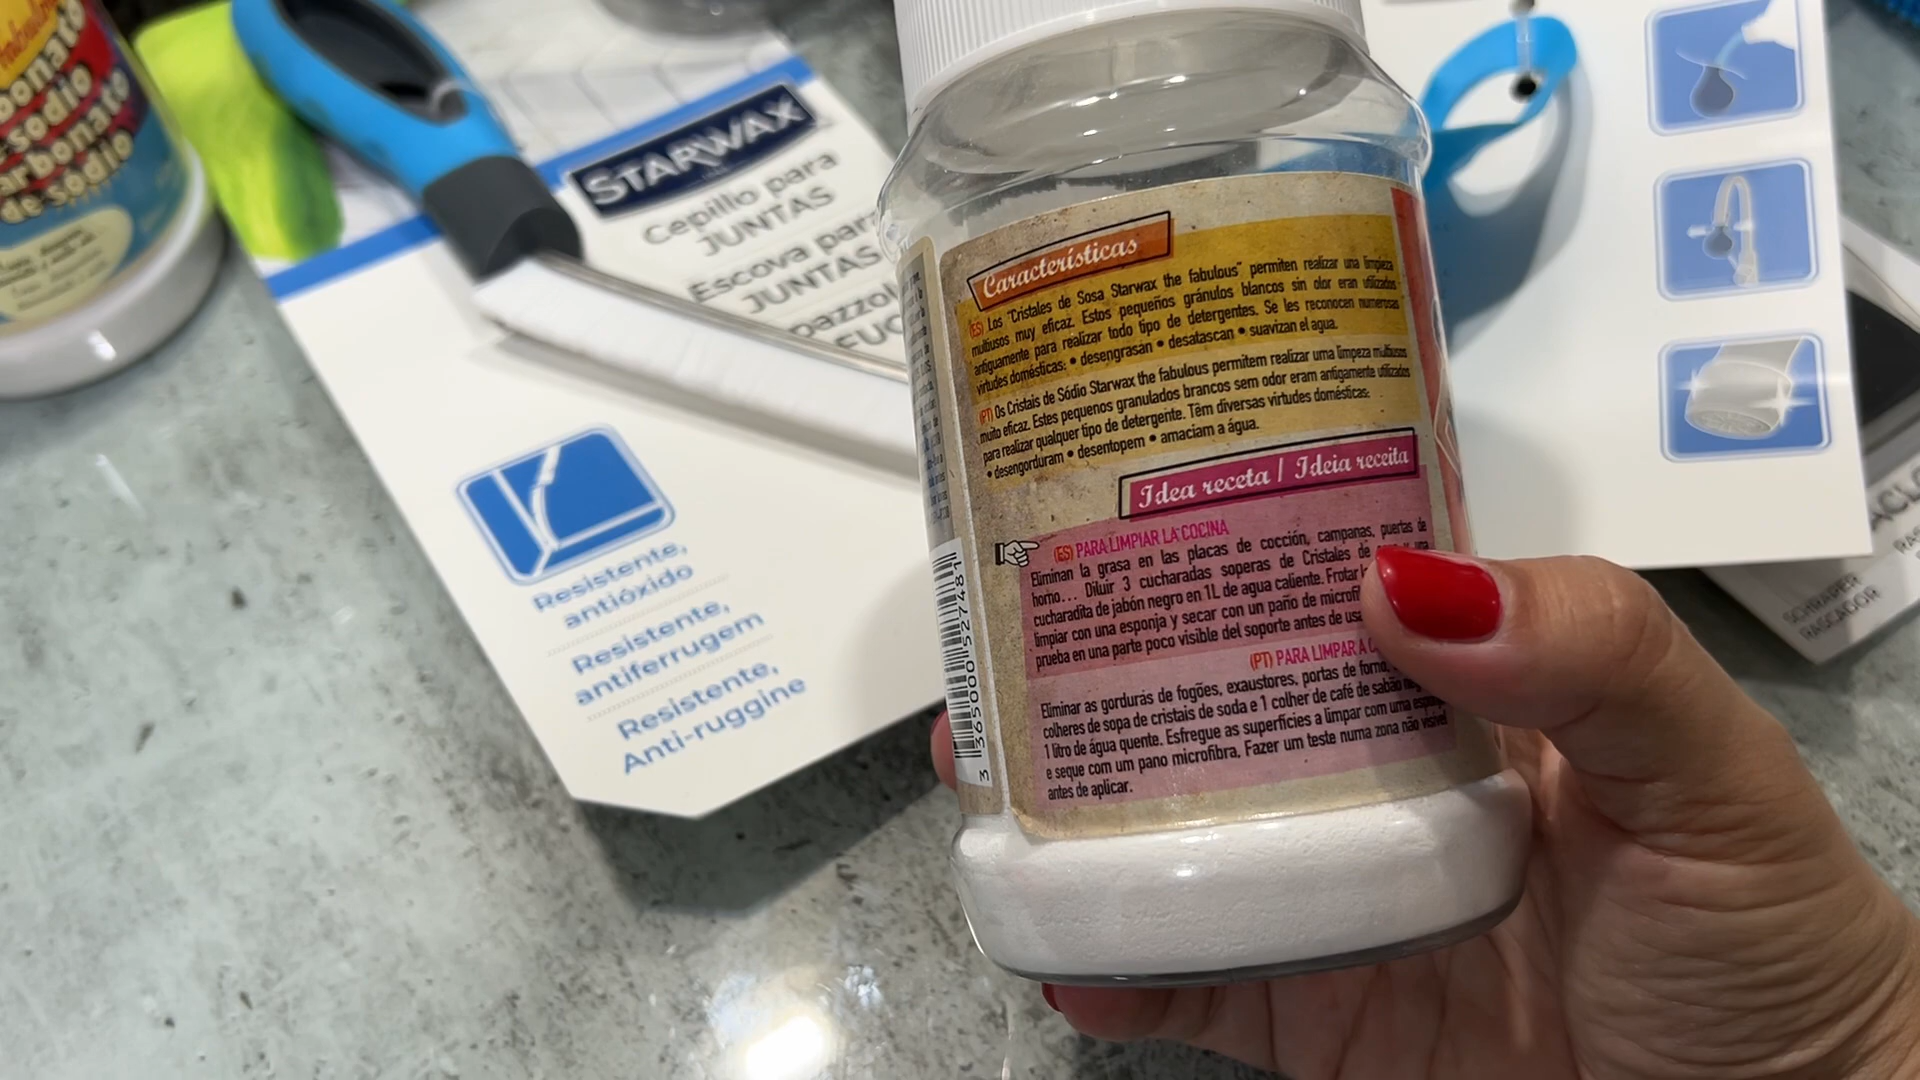 bonato
sodio
arbonato
de sódio
STARWAX
Cepillo para
JUNTAS
Escova para
JUNTAS
Resistente,
antióxido
Resistente,
antiferrugem
Resistente,
Anti-ruggine
Características
(ES) Los "Cristales de Sosa Starwax the fabulous" permiten realizar una limpieza
multiusos muy eficaz. Estos pequeños gránulos blancos sin olor eran utilizados
antiguamente para realizar todo tipo de detergentes. Se les reconocen numerosas
virtudes domésticas: • desengrasan • desatascan • suavizan el agua.
(PT) Os Cristais de Sódio Starwax the fabulous permitem realizar uma limpeza multiusos
muito eficaz. Estes pequenos granulados brancos sem odor eram antigamente utilizados
para realizar qualquer tipo de detergente. Têm diversas virtudes domésticas:
• desengorduram • desentopem • amaciam a água.
Idea receta / Ideia receita
(ES) PARA LIMPIAR LA COCINA
Eliminan la grasa en las placas de cocción, campanas, puertas de
horno... Diluir 3 cucharadas soperas de Cristales de
cucharadita de jabón negro en 1L de agua caliente. Frotar
limpiar con una esponja y secar con un paño de microfi
prueba en una parte poco visible del soporte antes de usa
(PT) PARA LIMPAR A C
Eliminar as gorduras de fogões, exaustores, portas de forno,
colheres de sopa de cristais de soda e 1 colher de café de sabão
1 litro de água quente. Esfregue as superfícies a limpar com uma
e seque com um pano microfibra, Fazer um teste numa zona não visível
antes de aplicar.
3 365000 527481
SCHRAPER
RASCADOR